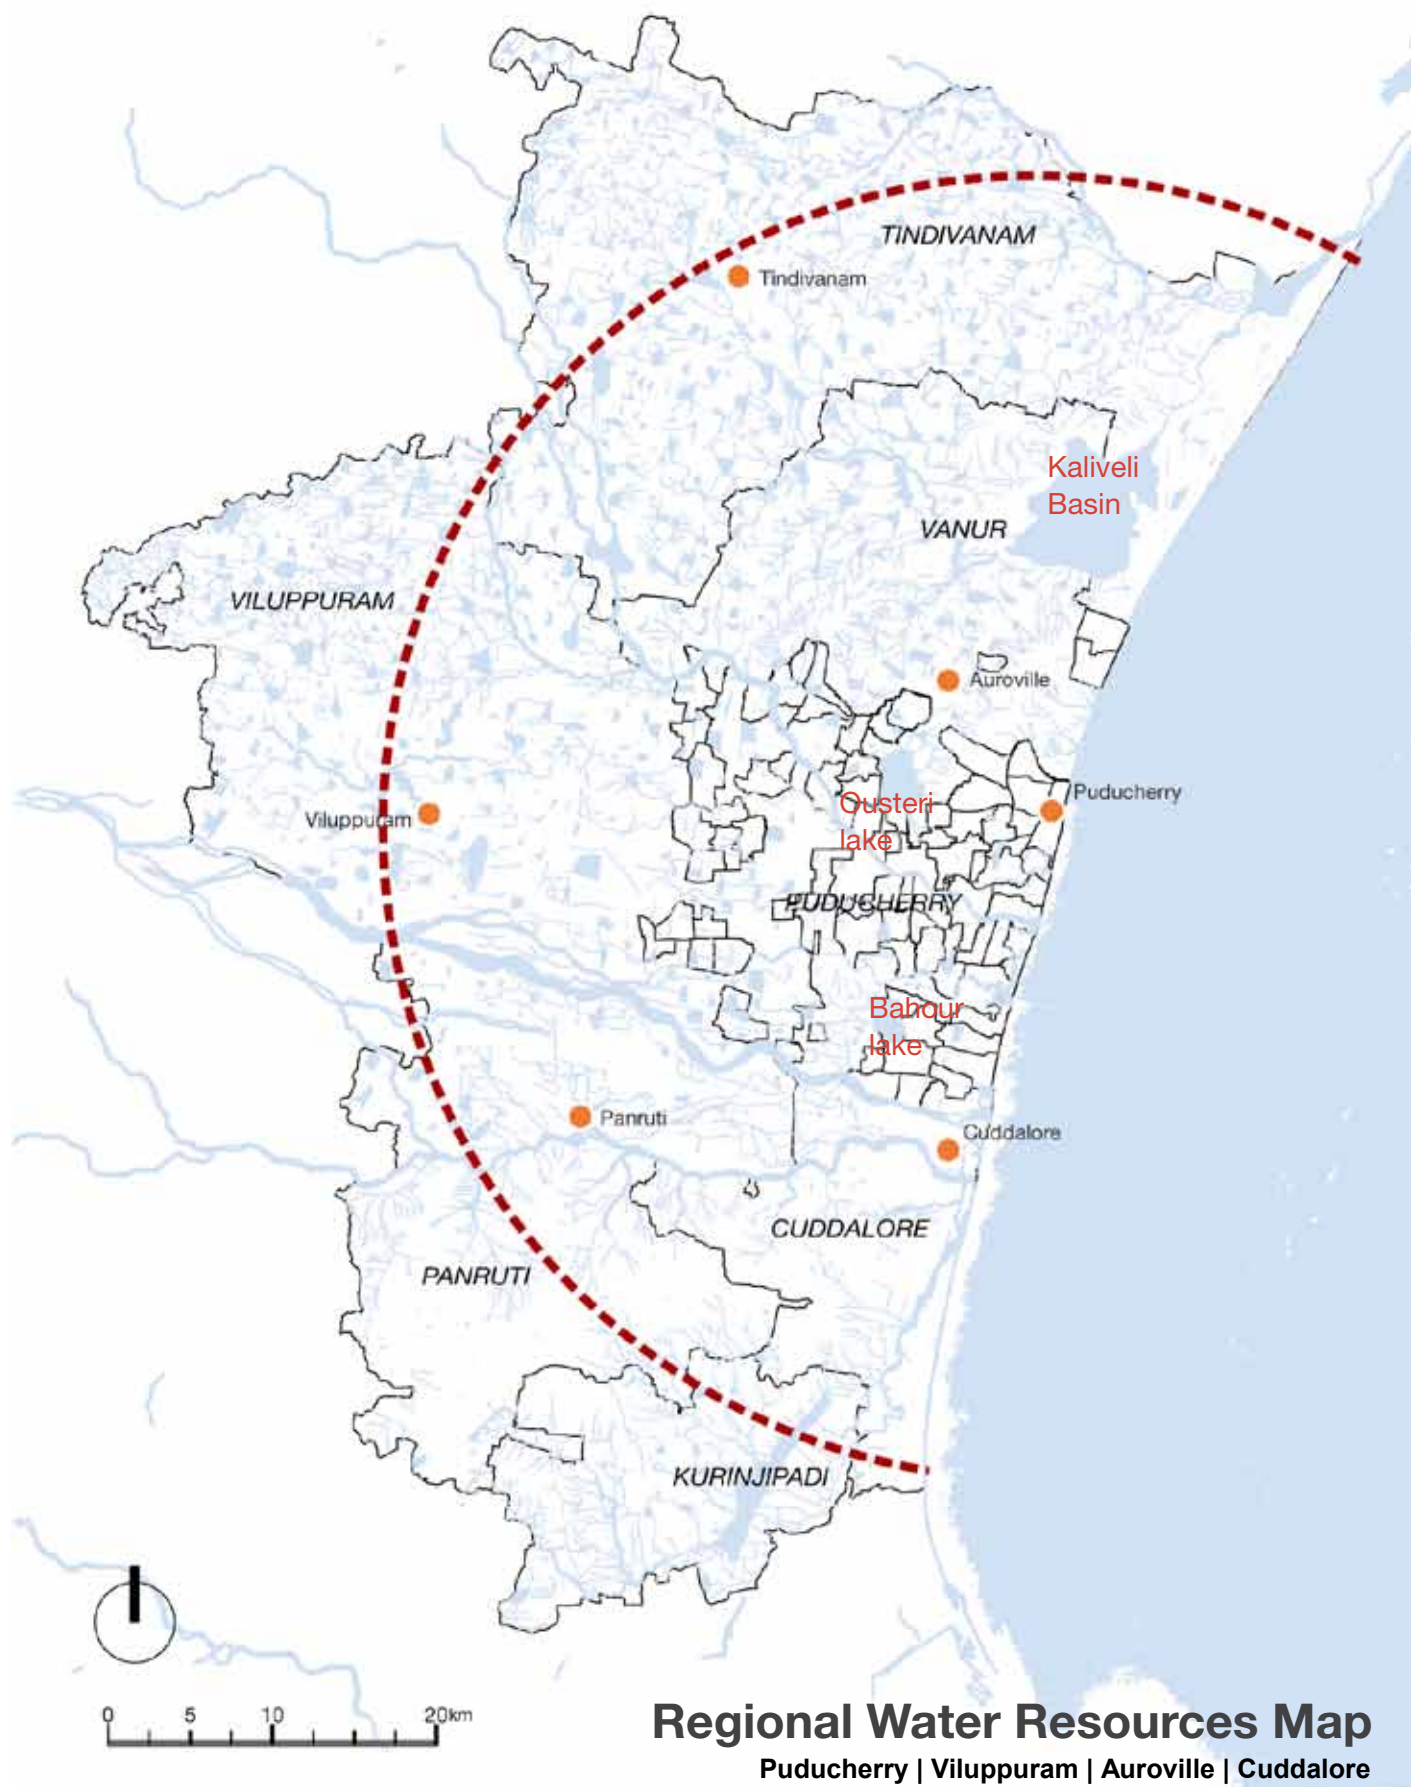 TINDIVANAM
Tindivanam
Kaliveli
Basin
VANUR
VILUPPURAM
Auroville
Puducherry
Ousteri
lake
Viluppuram
PUDUCHERRY
Bahour
lake
Panruti
Cuddalore
CUDDALORE
PANRUTI
KURINJIPADI
0 5 10 20km
Regional Water Resources Map
Puducherry | Viluppuram | Auroville | Cuddalore